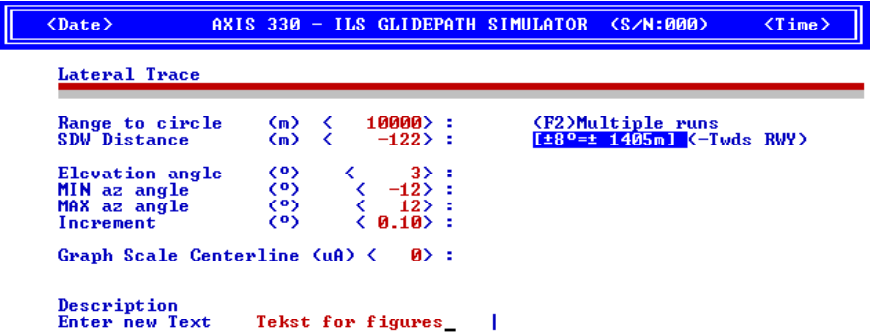 <Date> AXIS 330 - ILS GLIDEPATH SIMULATOR (S/N:000) <Time>
Lateral Trace
Range to circle (m) < 10000> : (F2)Multiple runs
SDW Distance (m) < -122> : [±8º=± 1405m] (-Twds RWY)
Elevation angle (º) < 3> :
MIN az angle (º) < -12> :
MAX az angle (º) < 12> :
Increment (º) < 0.10> :
Graph Scale Centerline (uA) < 0> :
Description
Enter new Text Tekst for figures_ |